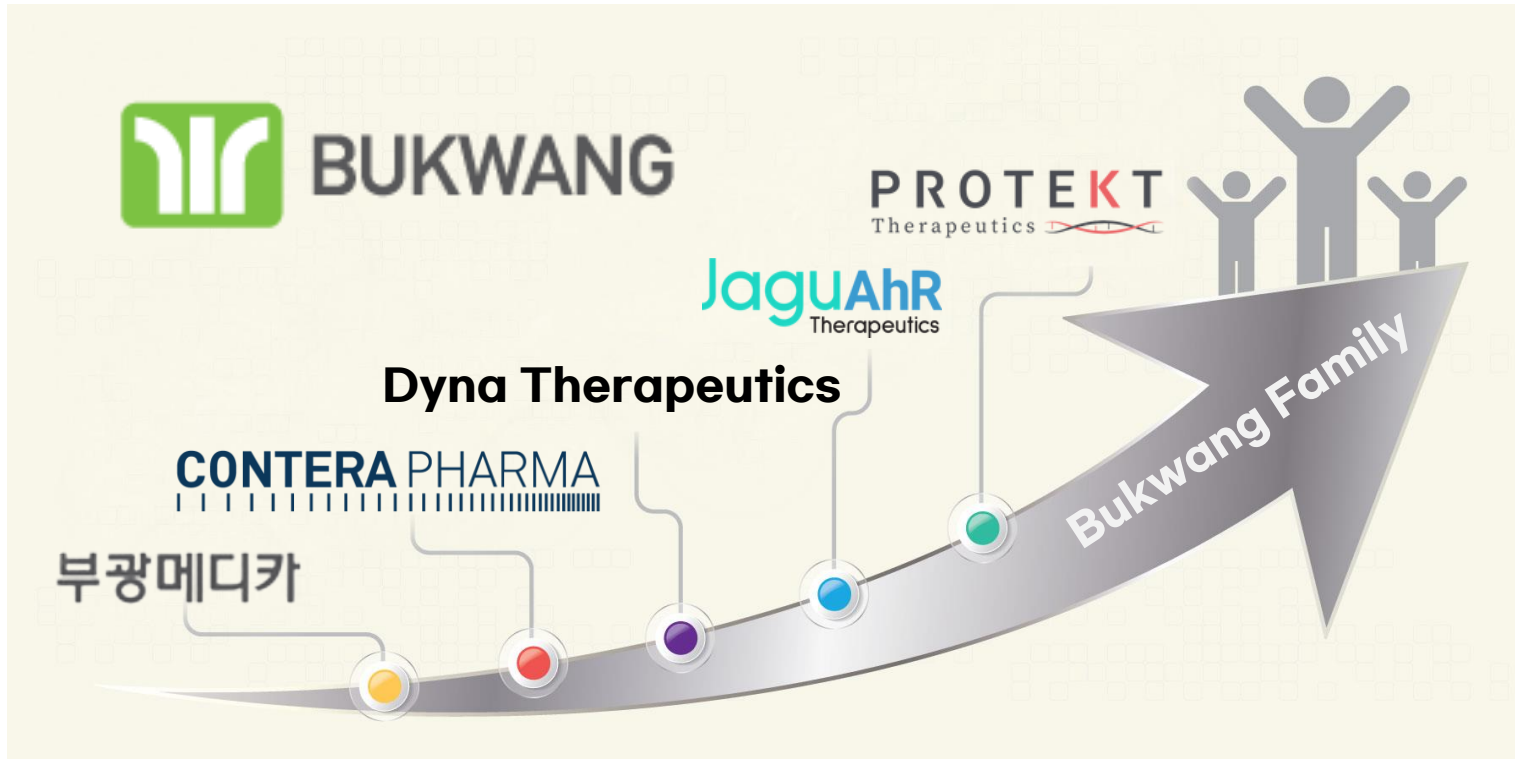 BUKWANG
PROTEKT
Therapeutics
JaguAhR
Therapeutics
Dyna Therapeutics
CONTERA PHARMA
부광메디카
Bukwang Family